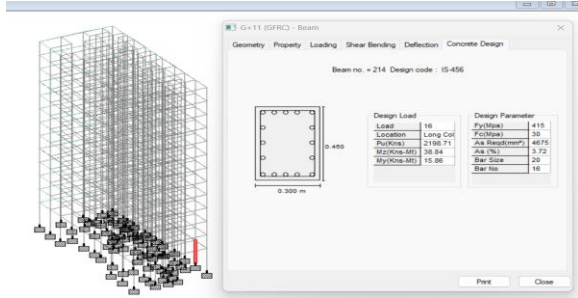 G+11 (GFRC) - Beam
Geometry Property Loading Shear Bending Deflection Concrete Design
Beam no. = 214 Design code : IS-456
0.450
0.300 m
Design Load
Load 16
Location Long Col
Pu(Kns) 2198.71
Mz(Kns-Mt) 38.84
My(Kns-Mt) 15.86
Design Parameter
Fy(Mpa) 415
Fc(Mpa) 30
As Reqd(mm²) 4675
As (%) 3.72
Bar Size 20
Bar No 16
Print Close